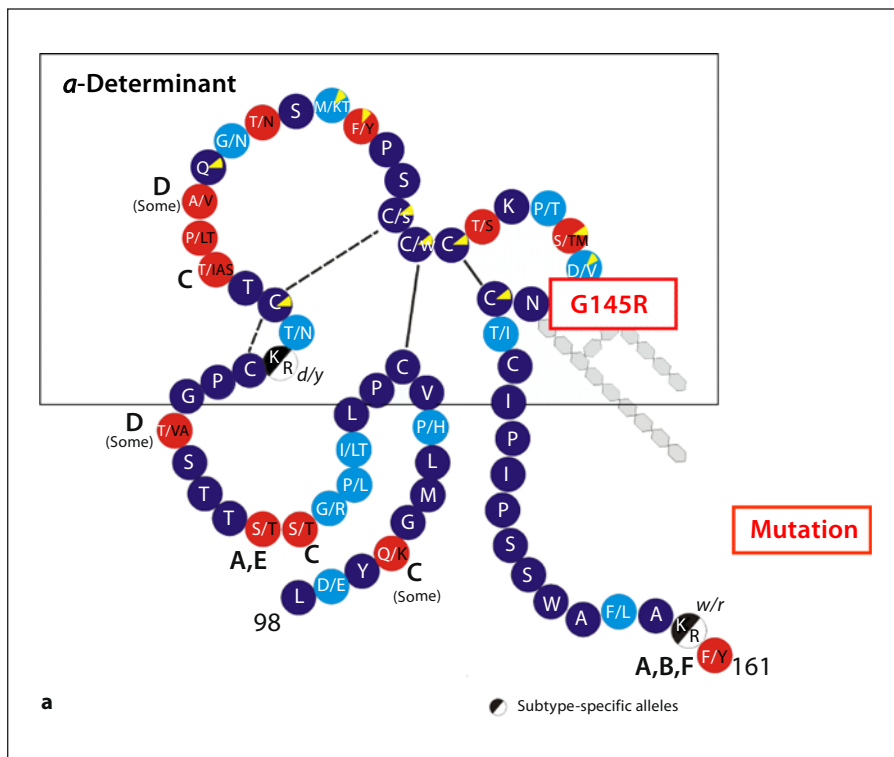 a-Determinant
S
T/N
M/KT
G/N
F/Y
P
Q
S
D
(Some)
A/V
C/s
P/LT
C/w
C
T/S
K
P/T
S/TM
D/V
C
T/IAS
T
C
C
N
G145R
T/N
T/I
K
R
d/y
C
P
G
C
P
V
C
L
I
D
(Some)
T/VA
P/H
I/LT
P
S
L
I
T
P/L
M
P
T
S/T
S/T
G/R
G
S
Mutation
A,E
C
Q/K
C
(Some)
Y
D/E
L
98
S
W
A
F/L
A
w/r
K
R
A,B,F
F/Y
161
a
Subtype-specific alleles